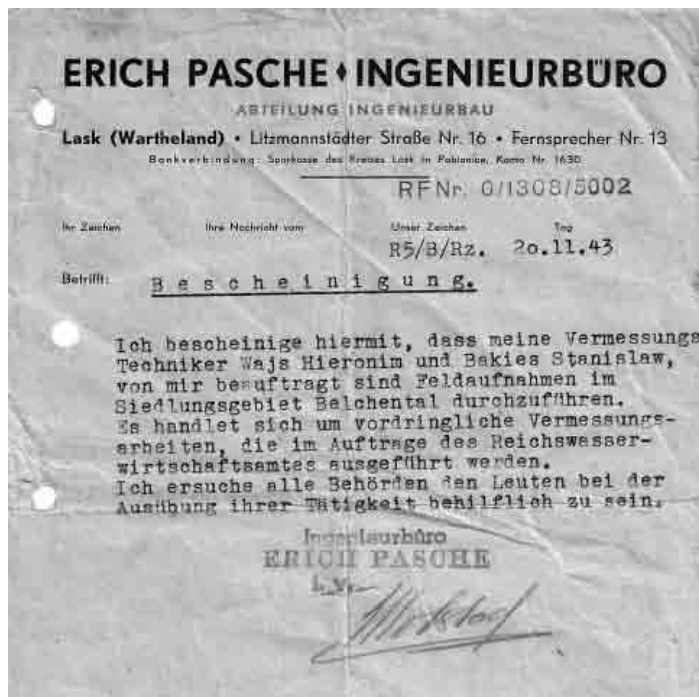 ERICH PASCHE ♦ INGENIEURBÜRO
ABTEILUNG INGENIEURBAU
Lask (Wartheland) • Litzmannstädter Straße Nr. 16 • Fernsprecher Nr. 13
Bankverbindung: Sparkasse des Kreises Lask in Pabianice, Konto Nr. 1630
RFNr. 0/1308/5002
Ihr Zeichen Ihre Nachricht vom Unser Zeichen Tag
R5/B/Rz. 20.11.43
Betrifft: Bescheinigung.
Ich bescheinige hiermit, dass meine Vermessungs
Techniker Wajs Hieronim und Bakies Stanislaw,
von mir beauftragt sind Feldaufnahmen im
Siedlungsgebiet Belchental durchzuführen.
Es handlet sich um vordringliche Vermessungs-
arbeiten, die im Auftrage des Reichswasser-
wirtschaftsamtes ausgeführt werden.
Ich ersuche alle Behörden den Leuten bei der
Ausübung ihrer Tätigkeit behilflich zu sein.
Ingenieurbüro
ERICH PASCHE